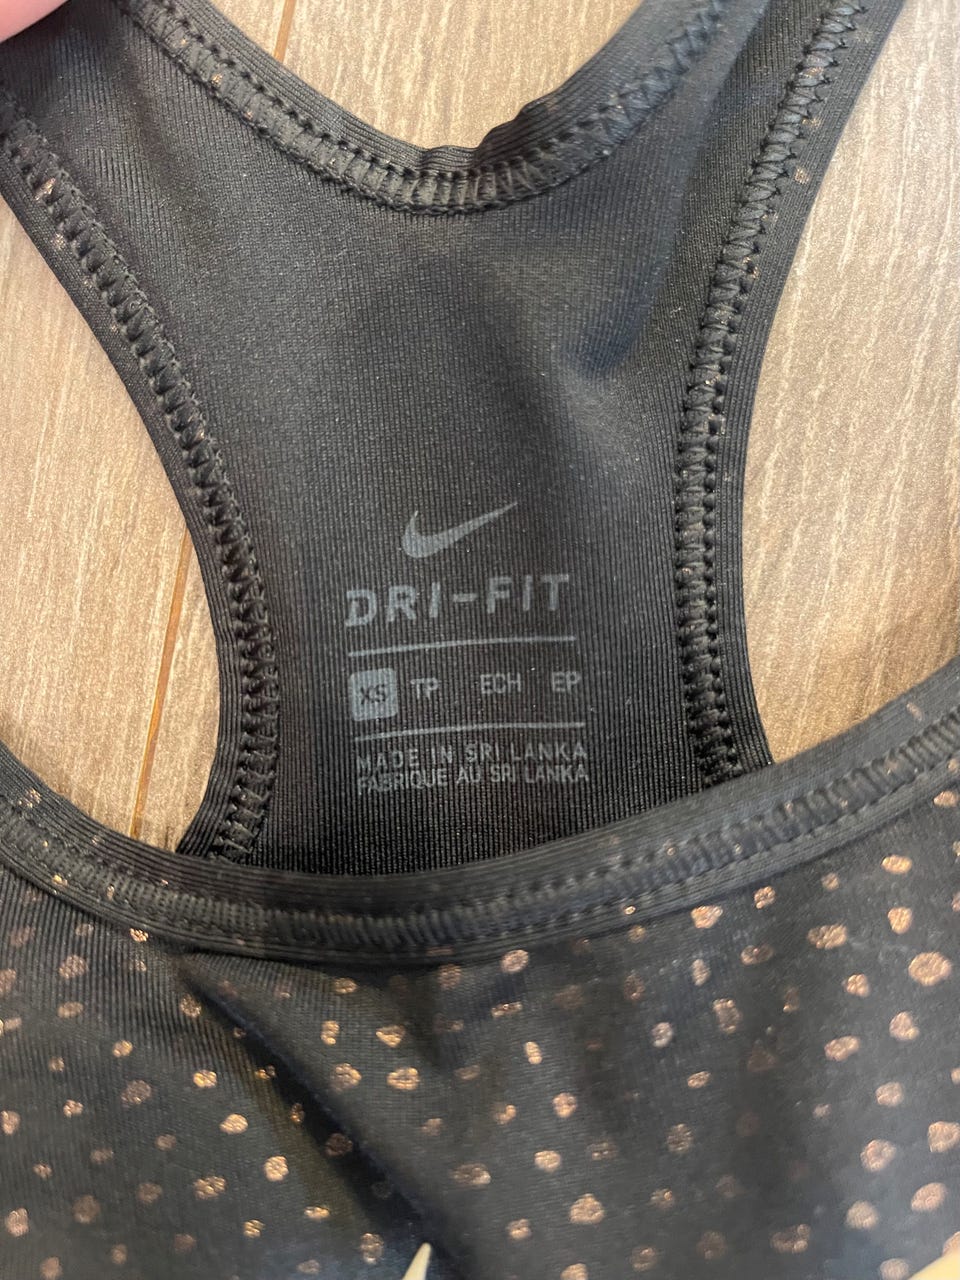 DRI-FIT
XS TP ECH EP
MADE IN SRI LANKA
FABRIQUE AU SRI LANKA